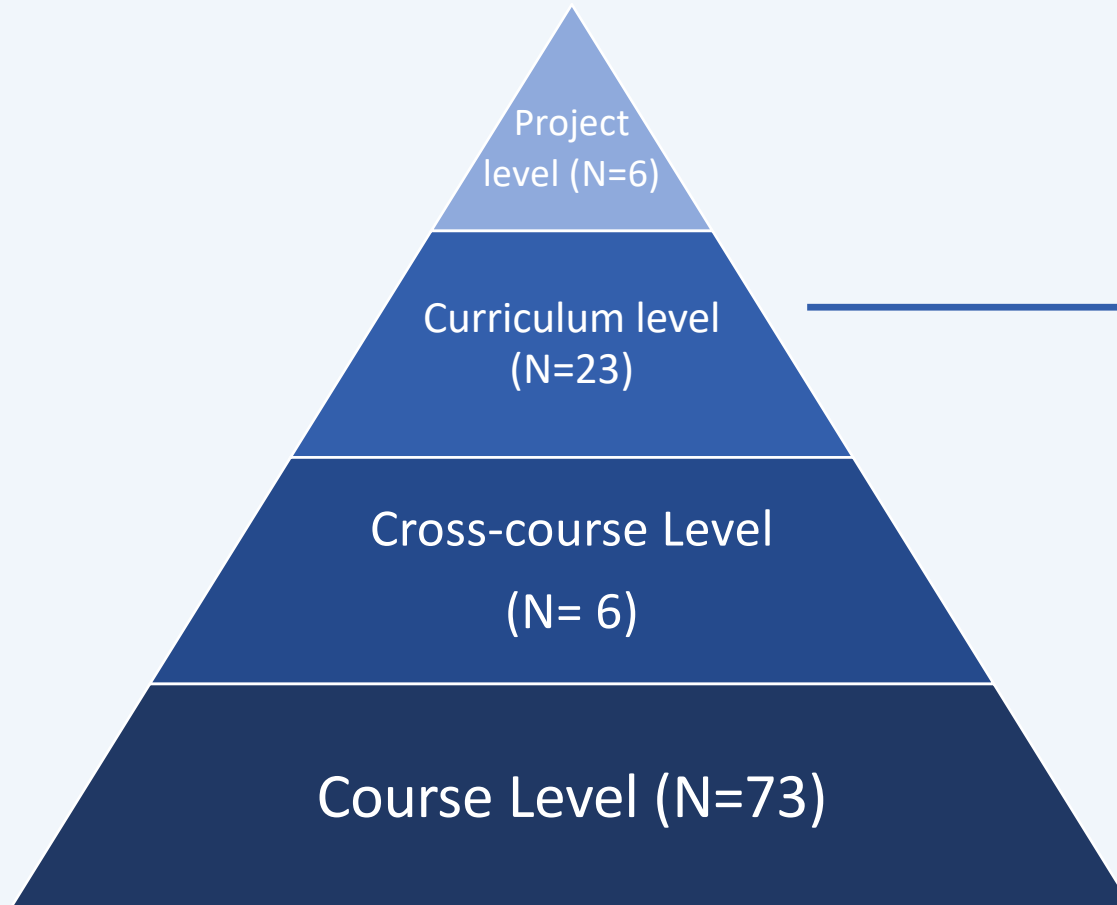 Project
level (N=6)
Curriculum level
(N=23)
Cross-course Level
(N= 6)
Course Level (N=73)